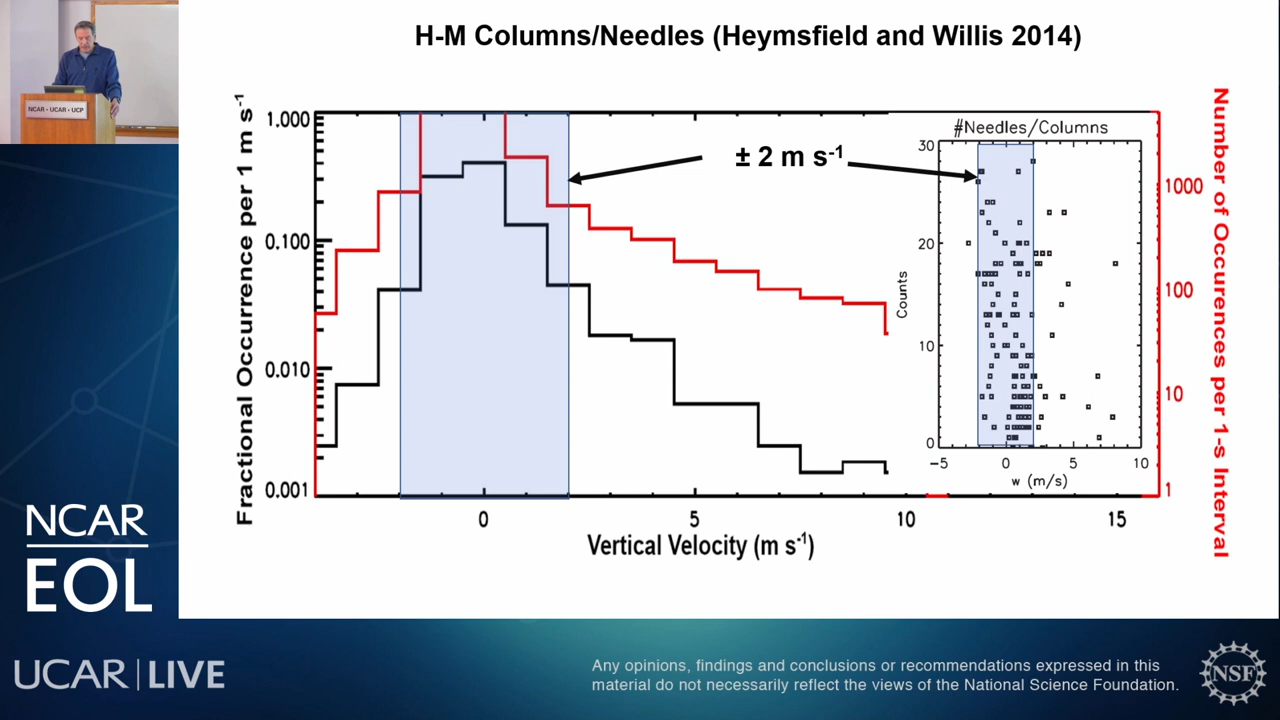 H-M Columns/Needles (Heymsfield and Willis 2014)
NCAR • UCAR • UCP
Fractional Occurrence per 1 m s-1
1.000
0.100
0.010
0.001
0
5
10
15
Vertical Velocity (m s-1)
± 2 m s-1
#Needles/Columns
Counts
30
20
10
0
-5
0
5
10
w (m/s)
1000
100
10
1
Number of Occurences per 1-s Interval
NCAR
EOL
UCAR | LIVE
Any opinions, findings and conclusions or recommendations expressed in this
material do not necessarily reflect the views of the National Science Foundation.
NSF